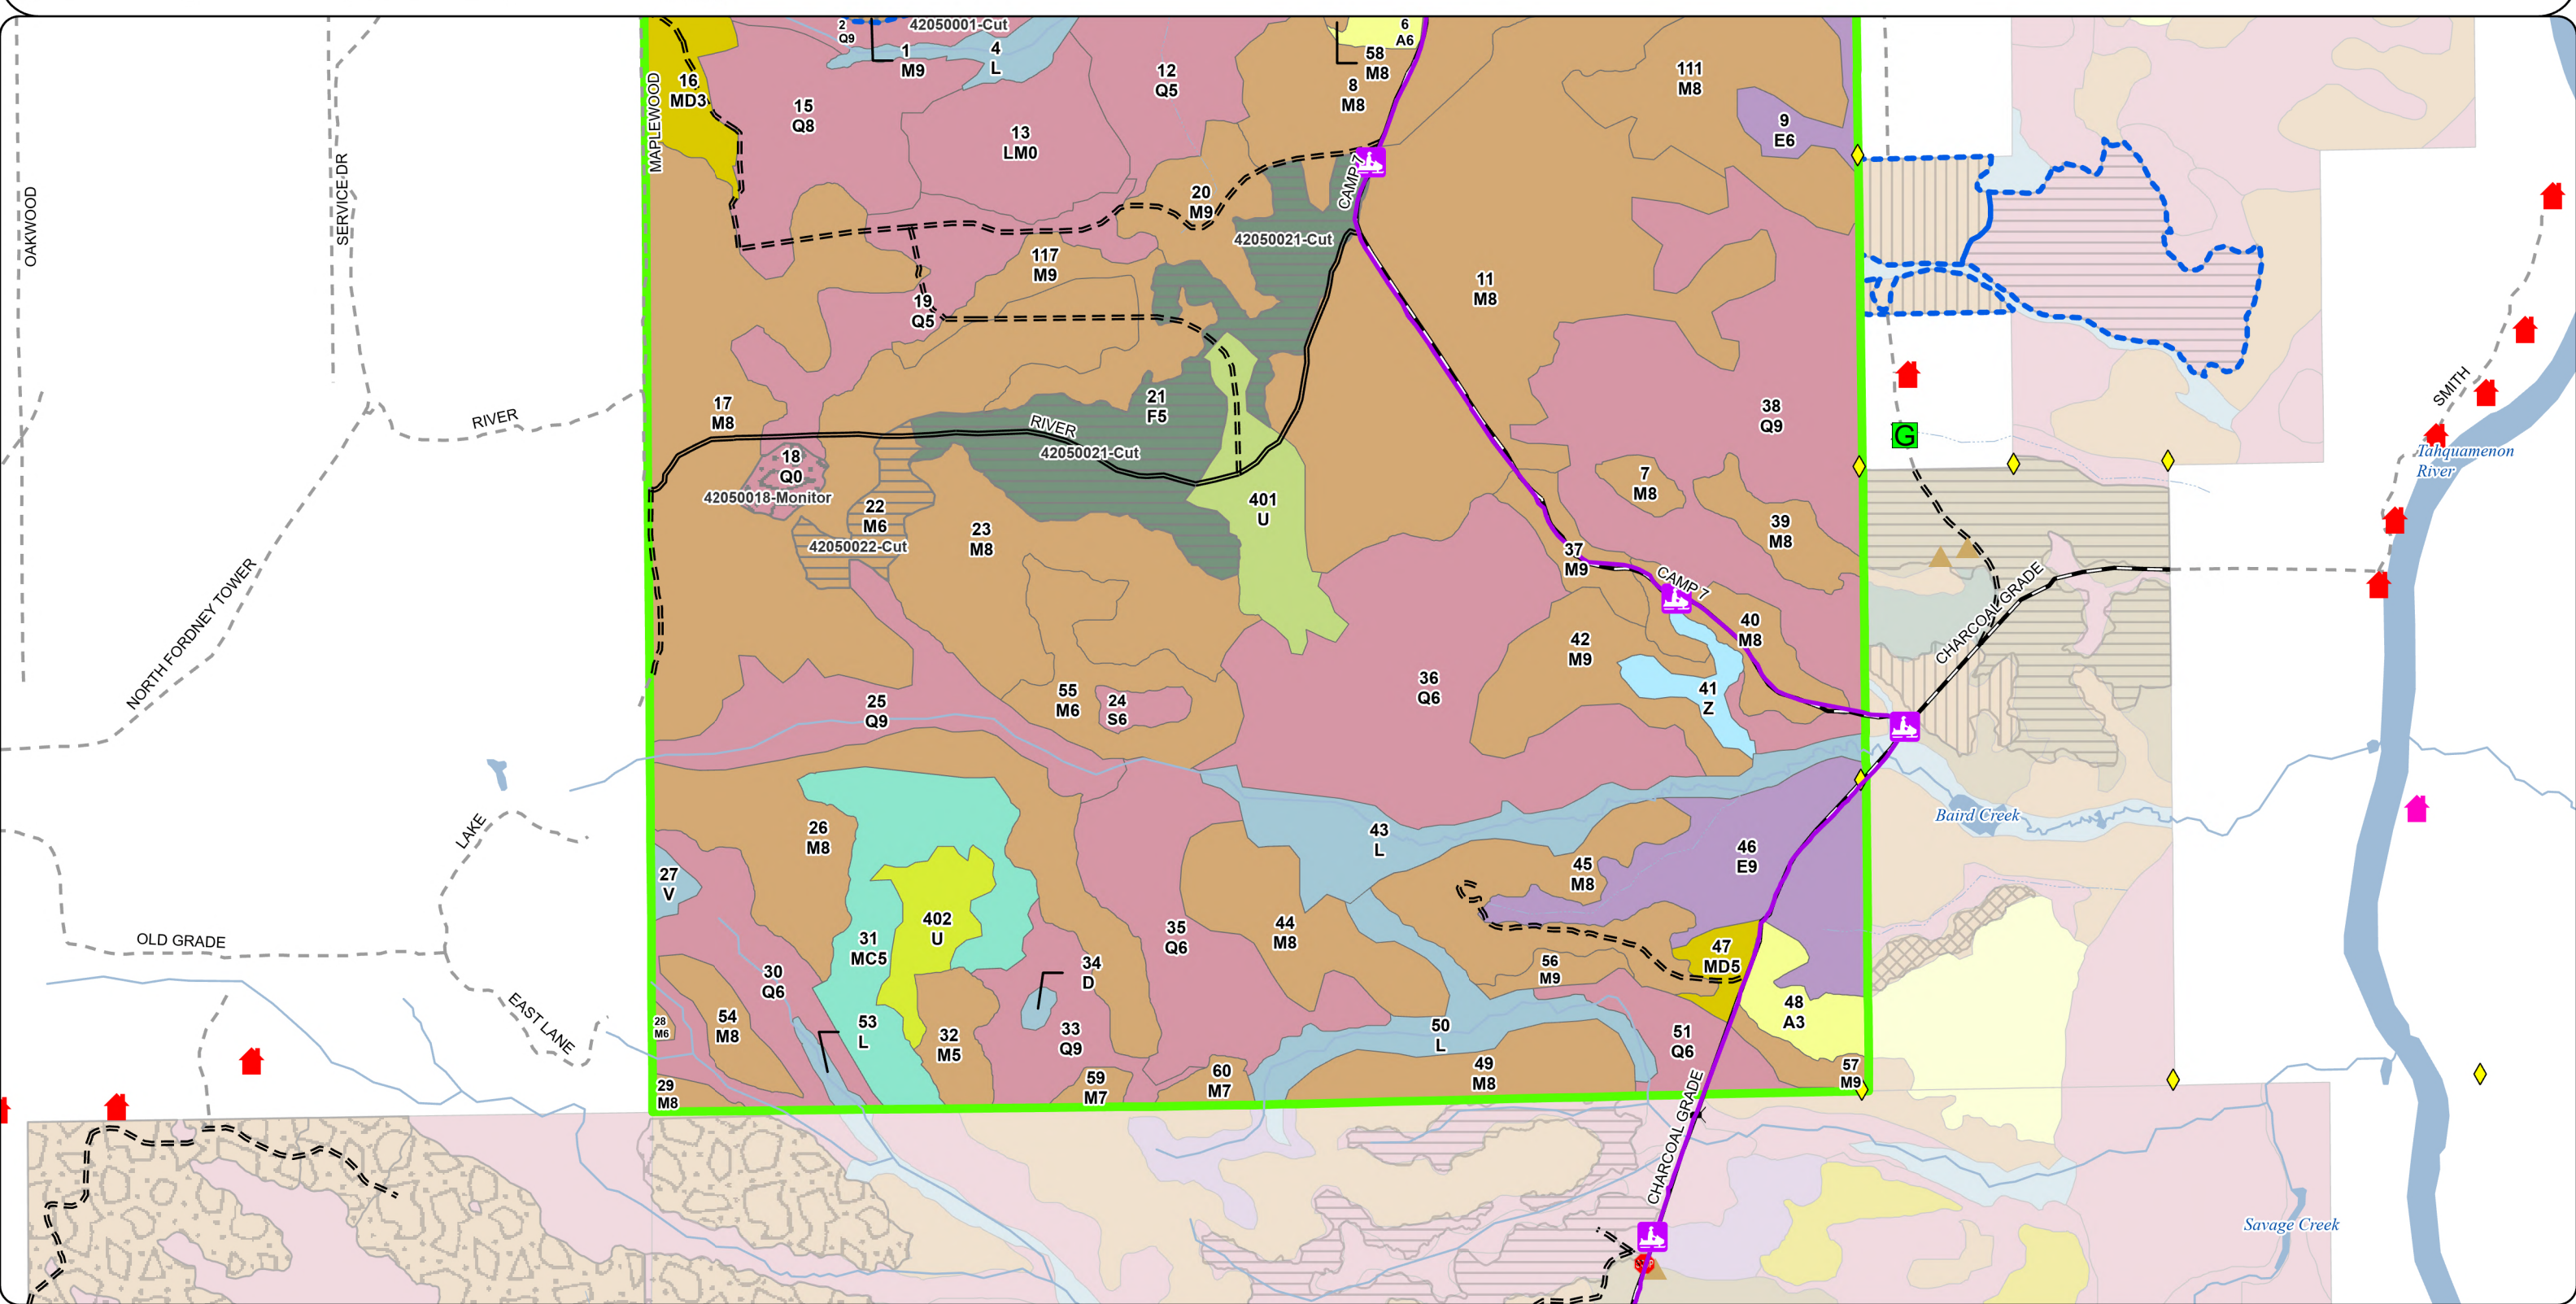 2
Q9
42050001-Cut
1
M9
4
L
6
A6
58
M8
8
M8
12
Q5
111
M8
9
E6
16
MD3
15
Q8
13
LM0
MAPLEWOOD
SERVICE DR
OAKWOOD
20
M9
CAMP 7
42050021-Cut
117
M9
11
M8
19
Q5
SMITH
17
M8
RIVER
21
F5
RIVER
42050021-Cut
38
Q9
G
Tahquamenon
River
18
Q0
42050018-Monitor
7
M8
22
M6
42050022-Cut
23
M8
401
U
39
M8
37
M9
CAMP 7
NORTH FORDNEY TOWER
CHARCOAL GRADE
40
M8
42
M9
41
Z
36
Q6
55
M6
24
S6
25
Q9
Baird Creek
LAKE
26
M8
43
L
46
E9
45
M8
27
V
402
U
31
MC5
35
Q6
44
M8
OLD GRADE
47
MD5
56
M9
34
D
30
Q6
48
A3
EAST LANE
28
M6
54
M8
53
L
32
M5
33
Q9
50
L
51
Q6
49
M8
57
M9
29
M8
59
M7
60
M7
CHARCOAL GRADE
Savage Creek